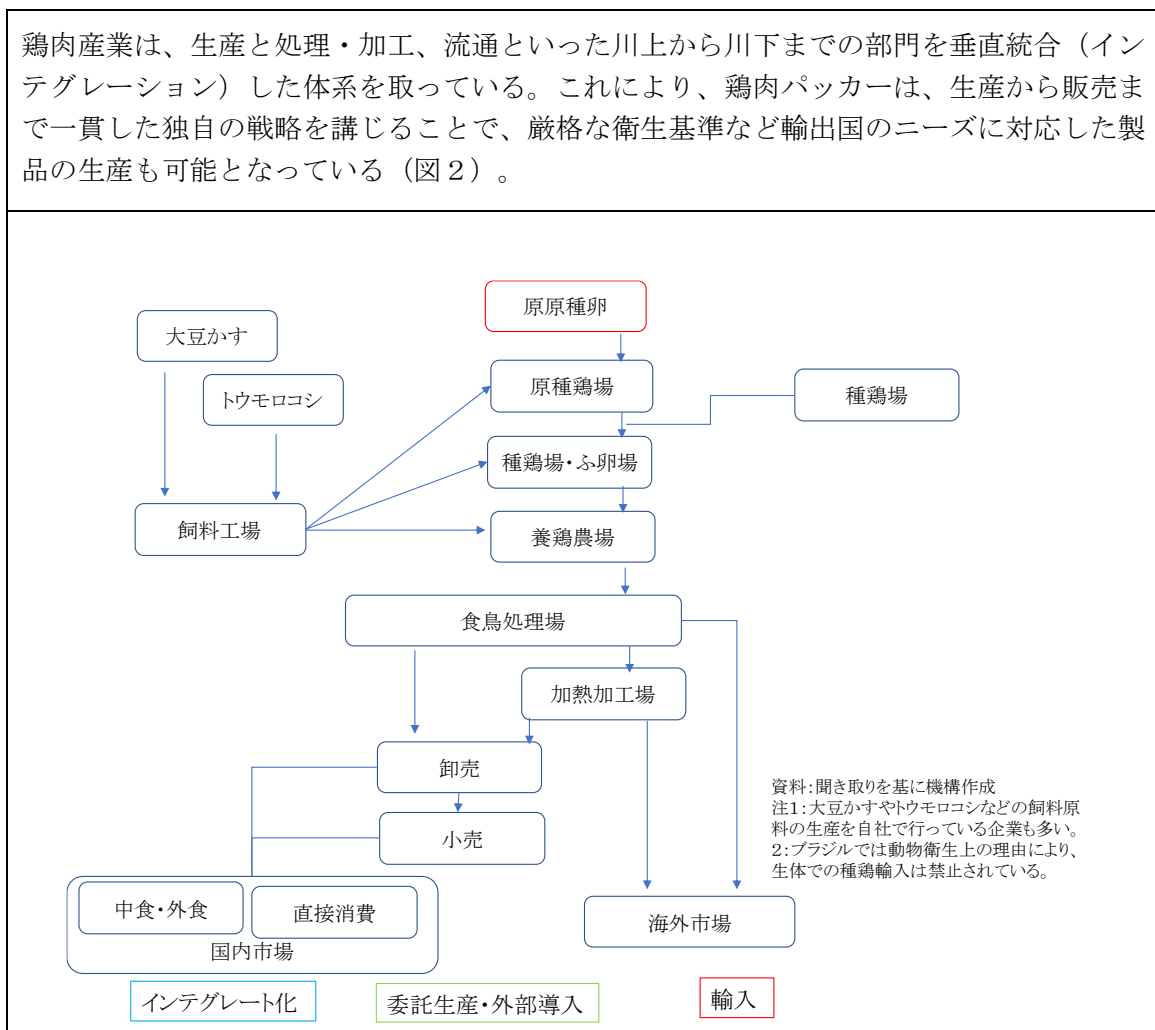 鶏肉産業は、生産と処理・加工、流通といった川上から川下までの部門を垂直統合（イン
テグレーション）した体系を取っている。これにより、鶏肉パッカーは、生産から販売ま
で一貫した独自の戦略を講じることで、厳格な衛生基準など輸出国のニーズに対応した製
品の生産も可能となっている（図２）。
原原種卵
大豆かす
原種鶏場
トウモロコシ
種鶏場
種鶏場・ふ卵場
飼料工場
養鶏農場
食鳥処理場
加熱加工場
卸売
小売
資料：聞き取りを基に機構作成
注1：大豆かすやトウモロコシなどの飼料原
料の生産を自社で行っている企業も多い。
2：ブラジルでは動物衛生上の理由により、
生体での種鶏輸入は禁止されている。
中食・外食
直接消費
国内市場
海外市場
インテグレート化
委託生産・外部導入
輸入